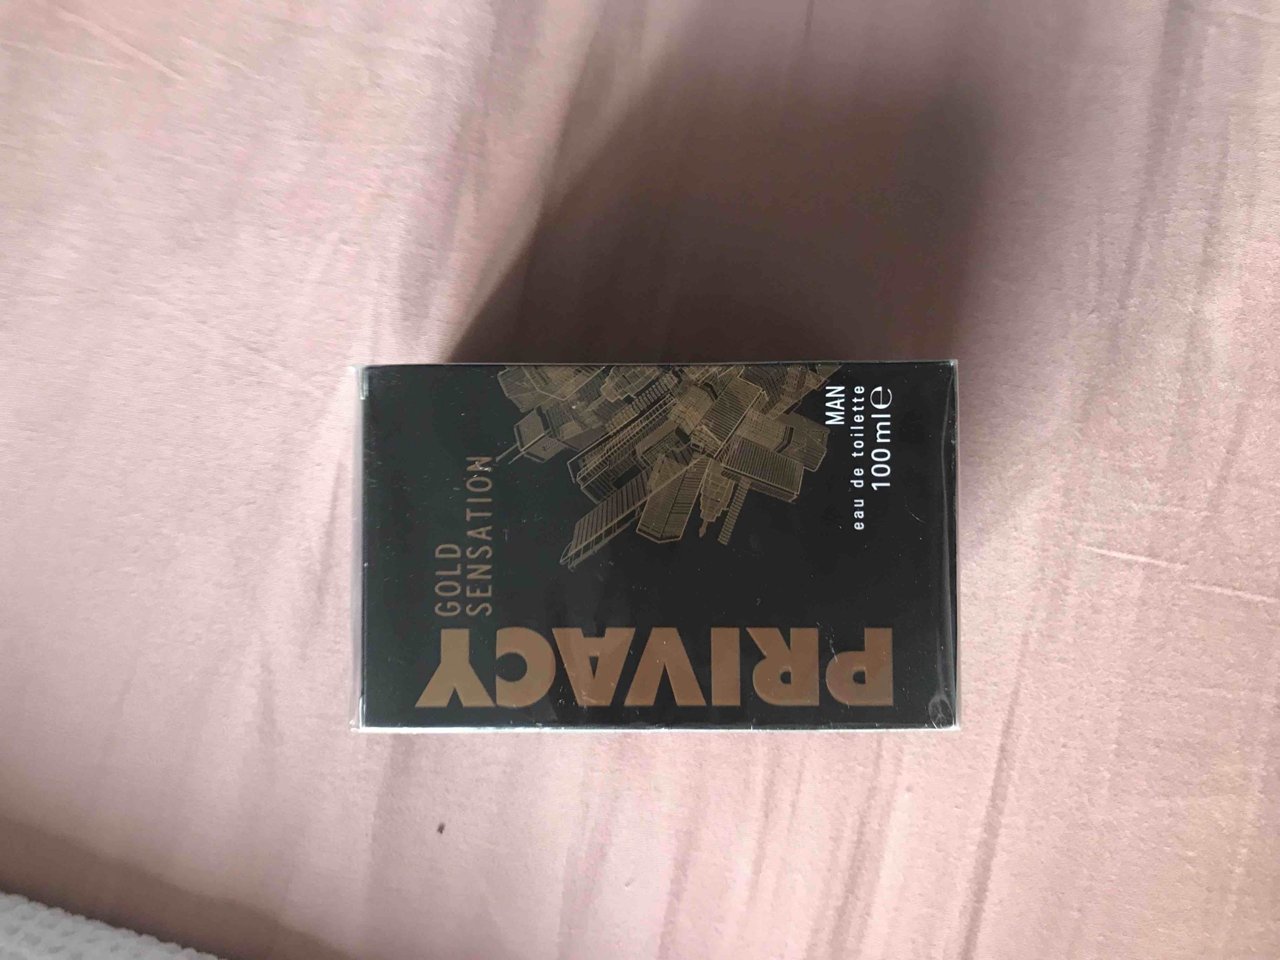 PRIVACY
GOLD
SENSATION
MAN
eau de toilette
100ml℮